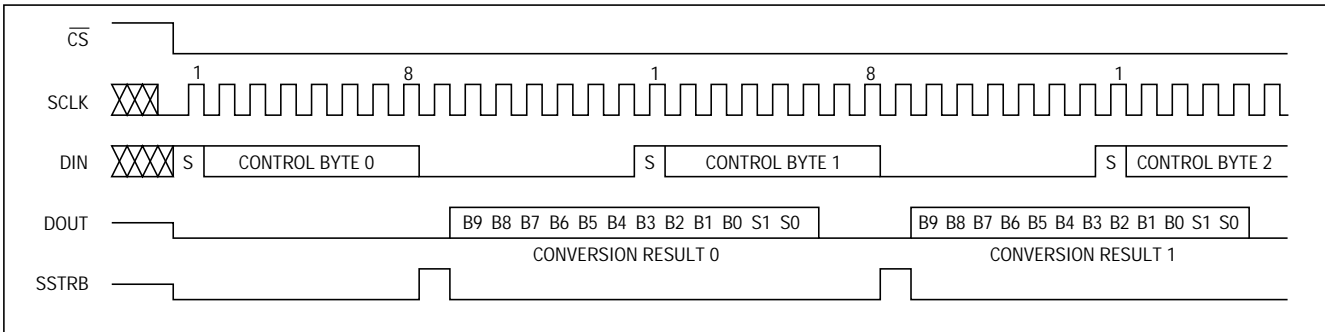 CS
1 8 1 8 1
SCLK
DIN S CONTROL BYTE 0 S CONTROL BYTE 1 S CONTROL BYTE 2
DOUT B9 B8 B7 B6 B5 B4 B3 B2 B1 B0 S1 S0 B9 B8 B7 B6 B5 B4 B3 B2 B1 B0 S1 S0
CONVERSION RESULT 0 CONVERSION RESULT 1
SSTRB